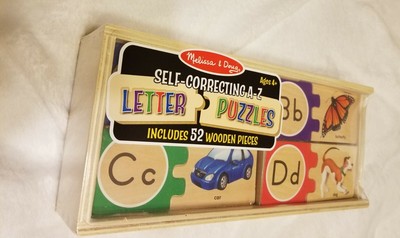 Melissa & Doug
Ages 4+
SELF-CORRECTING A-Z
LETTER PUZZLES
INCLUDES 52 WOODEN PIECES
Bb
Cc
Dd